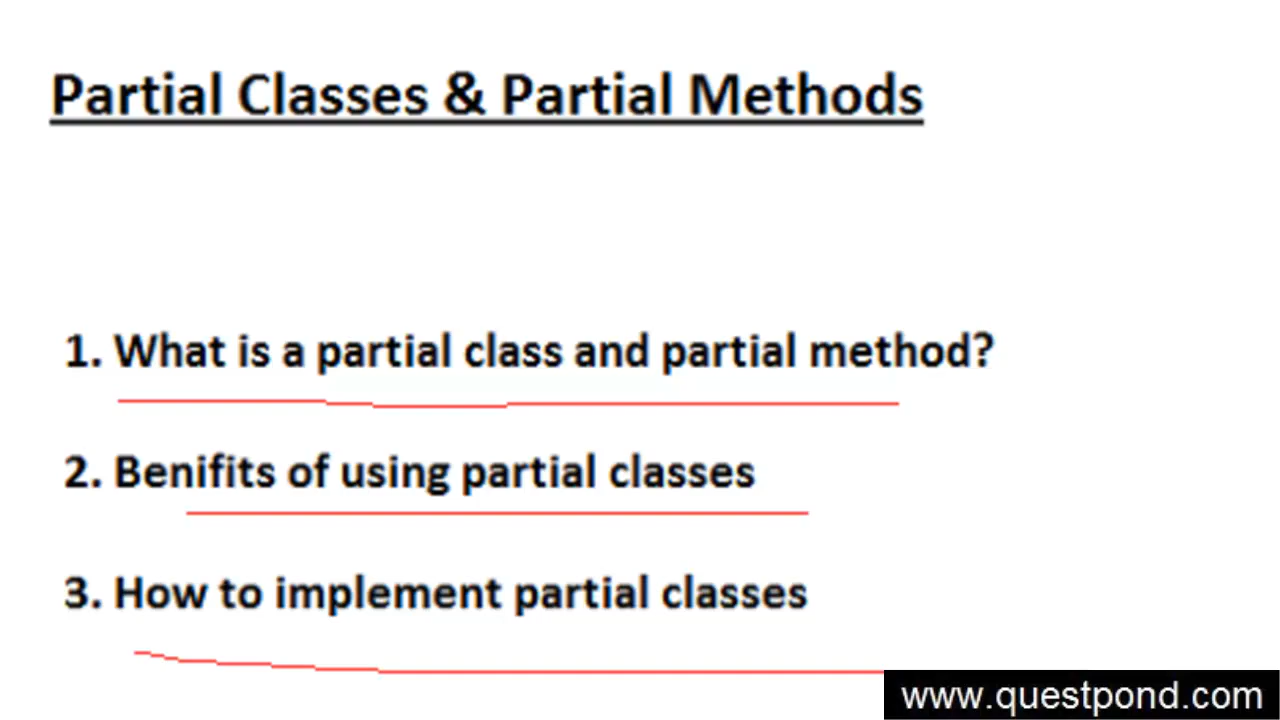 Partial Classes & Partial Methods
1. What is a partial class and partial method?
2. Benifits of using partial classes
3. How to implement partial classes
www.questpond.com